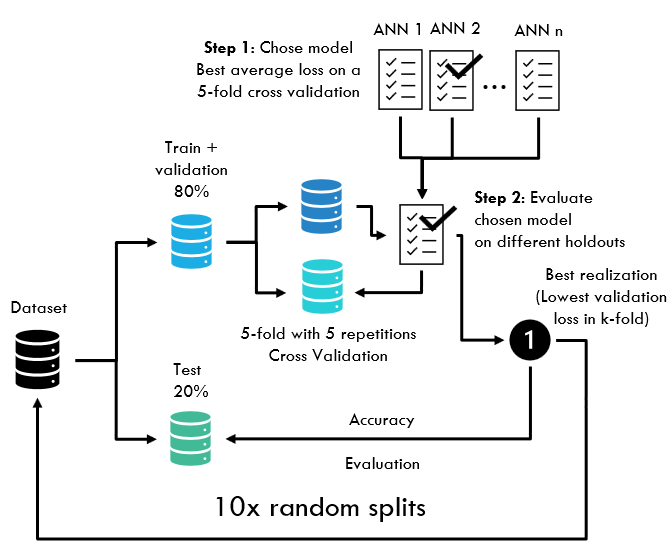 ANN 1
ANN 2
ANN n
Step 1: Chose model
Best average loss on a
5-fold cross validation
...
Train +
validation
80%
Step 2: Evaluate
chosen model
on different holdouts
Best realization
(Lowest validation
loss in k-fold)
Dataset
5-fold with 5 repetitions
Cross Validation
1
Test
20%
Accuracy
Evaluation
10x random splits